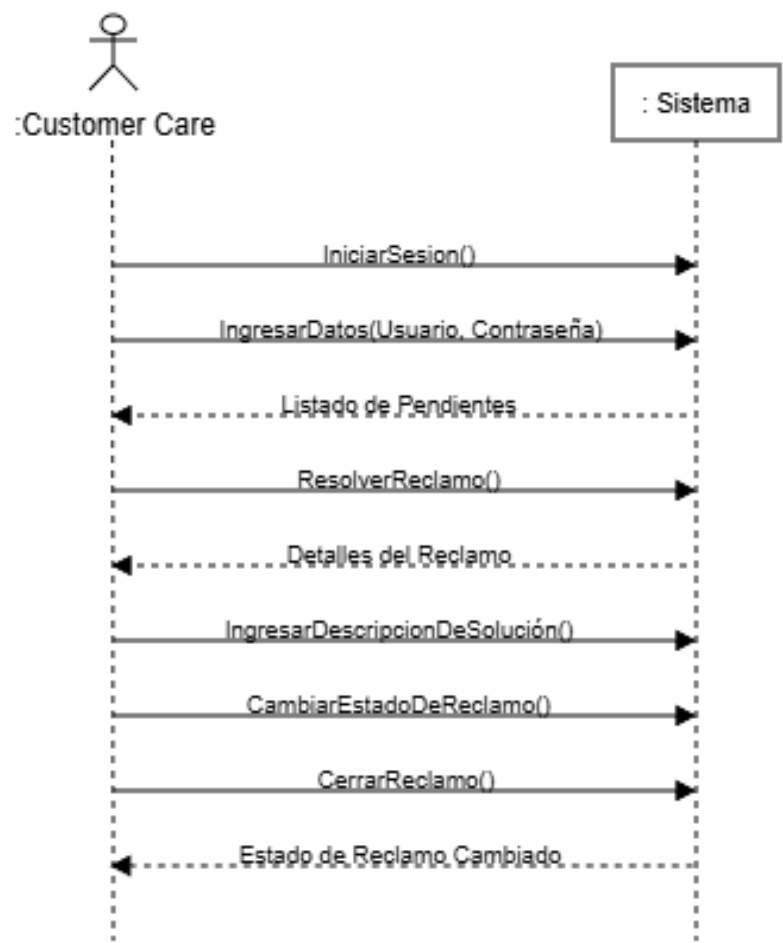 :Customer Care
: Sistema
IniciarSesion()
IngresarDatos(Usuario, Contraseña)
Listado de Pendientes
ResolverReclamo()
Detalles del Reclamo
IngresarDescripcionDeSolución()
CambiarEstadoDeReclamo()
CerrarReclamo()
Estado de Reclamo Cambiado